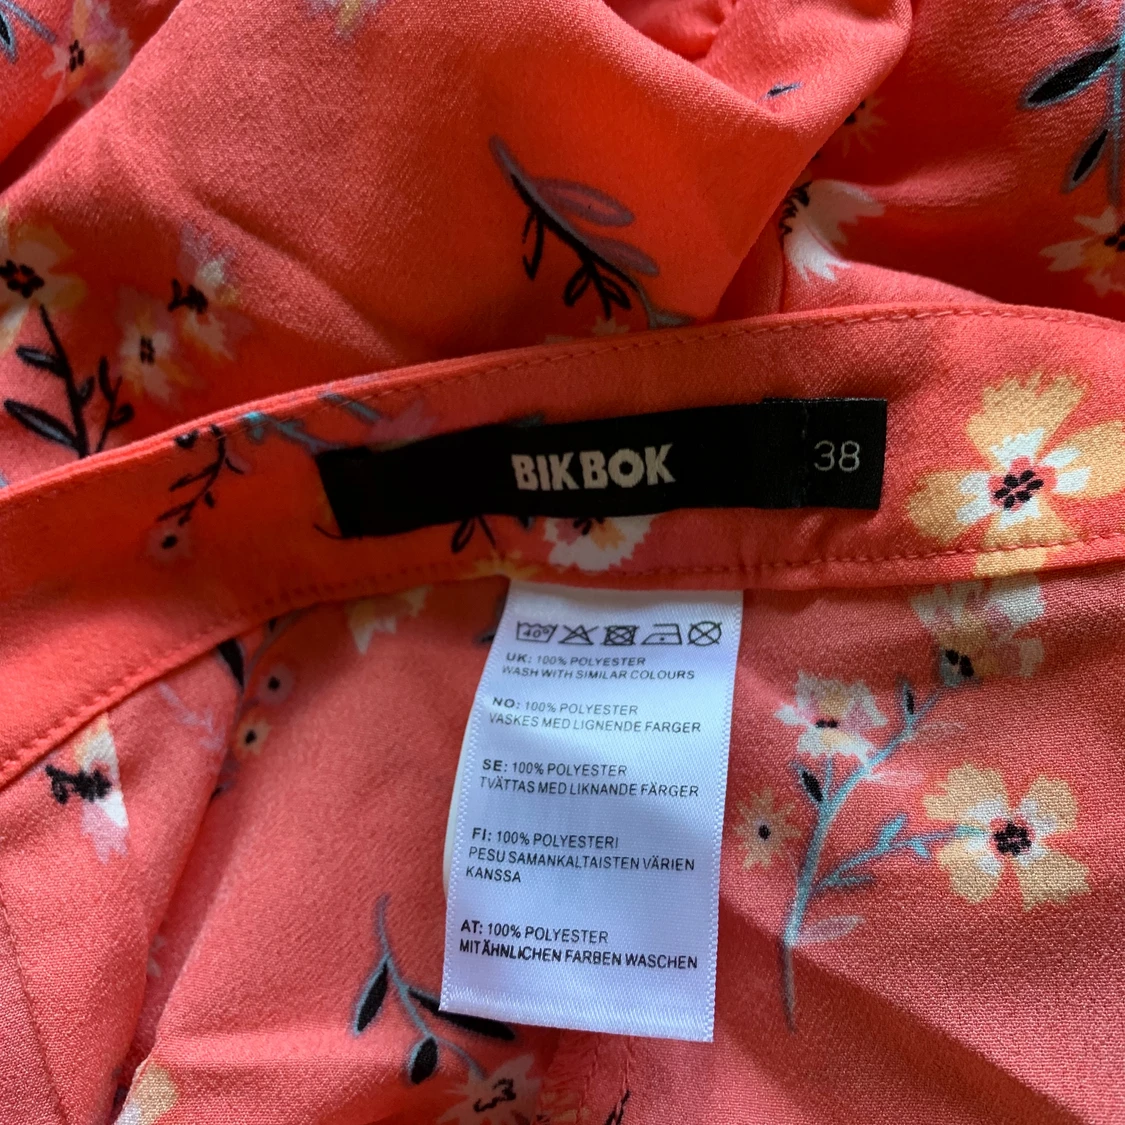 BIKBOK
38
40°
UK: 100% POLYESTER
WASH WITH SIMILAR COLOURS
NO: 100% POLYESTER
VASKES MED LIGNENDE FARGER
SE: 100% POLYESTER
TVÄTTAS MED LIKNANDE FÄRGER
FI: 100% POLYESTERI
PESU SAMANKALTAISTEN VÄRIEN
KANSSA
AT: 100% POLYESTER
MIT ÄHNLICHEN FARBEN WASCHEN